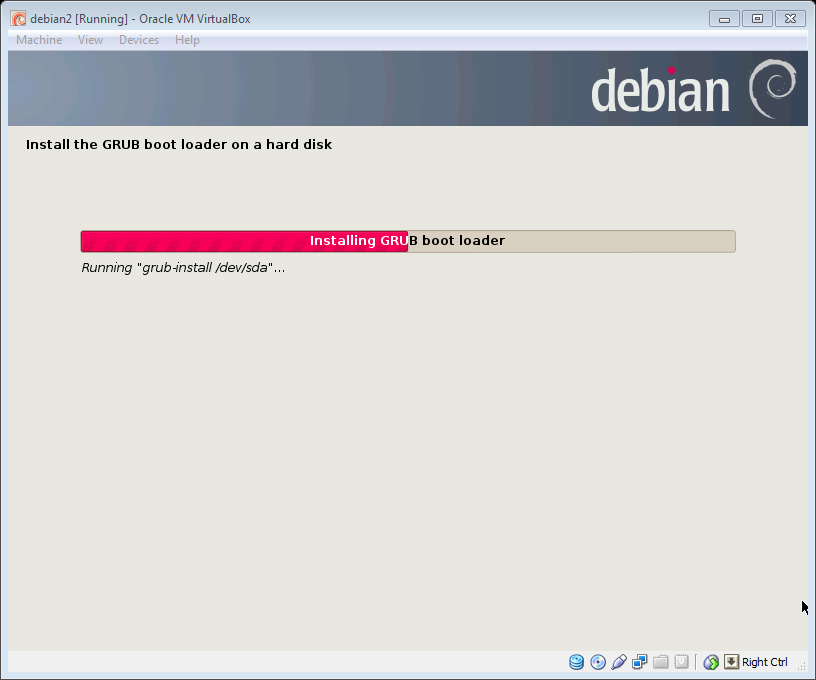 debian2 [Running] - Oracle VM VirtualBox
Machine View Devices Help
debian
Install the GRUB boot loader on a hard disk
Installing GRUB boot loader
Running "grub-install /dev/sda"...
Right Ctrl